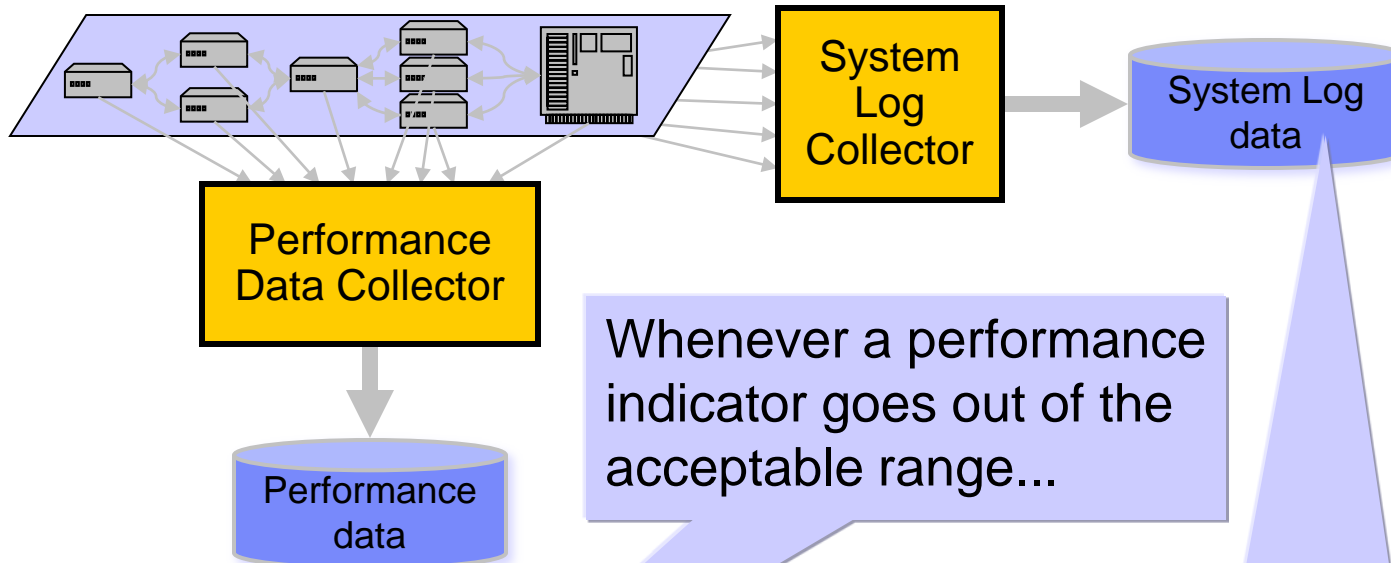 System
Log
Collector
System Log
data
Performance
Data Collector
Whenever a performance
indicator goes out of the
acceptable range...
Performance
data